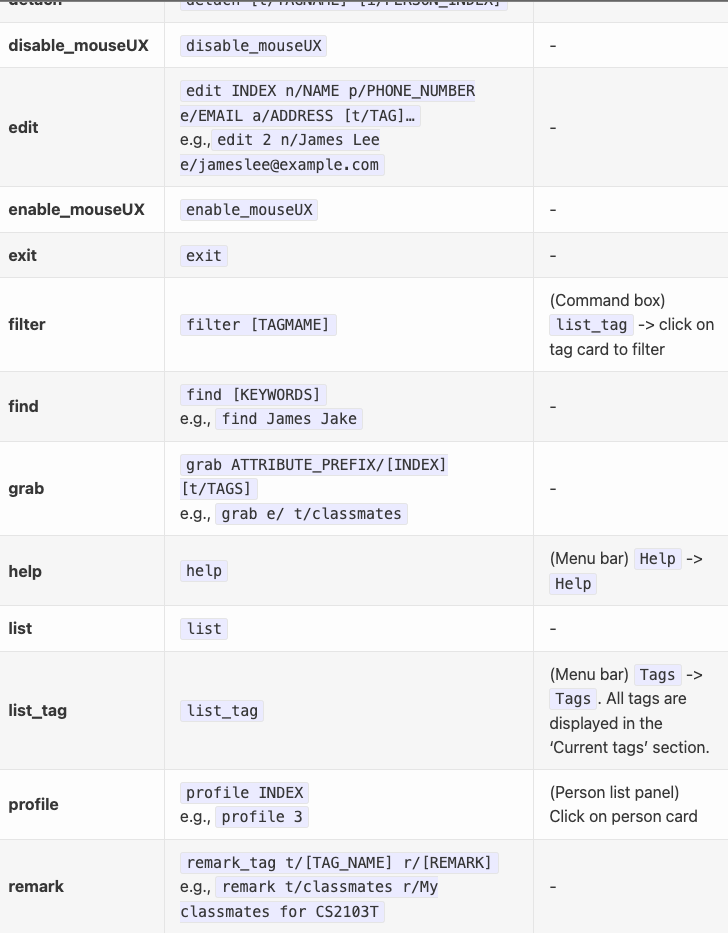 detach detach [t/TAGNAME] [i/PERSON_INDEX]
disable_mouseUX disable_mouseUX -
edit INDEX n/NAME p/PHONE_NUMBER
e/EMAIL a/ADDRESS [t/TAG]…
edit e.g., edit 2 n/James Lee -
e/jameslee@example.com
enable_mouseUX enable_mouseUX -
exit exit -
(Command box)
filter filter [TAGMAME] list_tag -> click on
tag card to filter
find [KEYWORDS]
find -
e.g., find James Jake
grab ATTRIBUTE_PREFIX/[INDEX]
grab [t/TAGS] -
e.g., grab e/ t/classmates
help help (Menu bar) Help ->
Help
list list -
(Menu bar) Tags ->
list_tag list_tag Tags. All tags are
displayed in the
‘Current tags’ section.
profile profile INDEX (Person list panel)
e.g., profile 3 Click on person card
remark_tag t/[TAG_NAME] r/[REMARK]
remark e.g., remark t/classmates r/My -
classmates for CS2103T